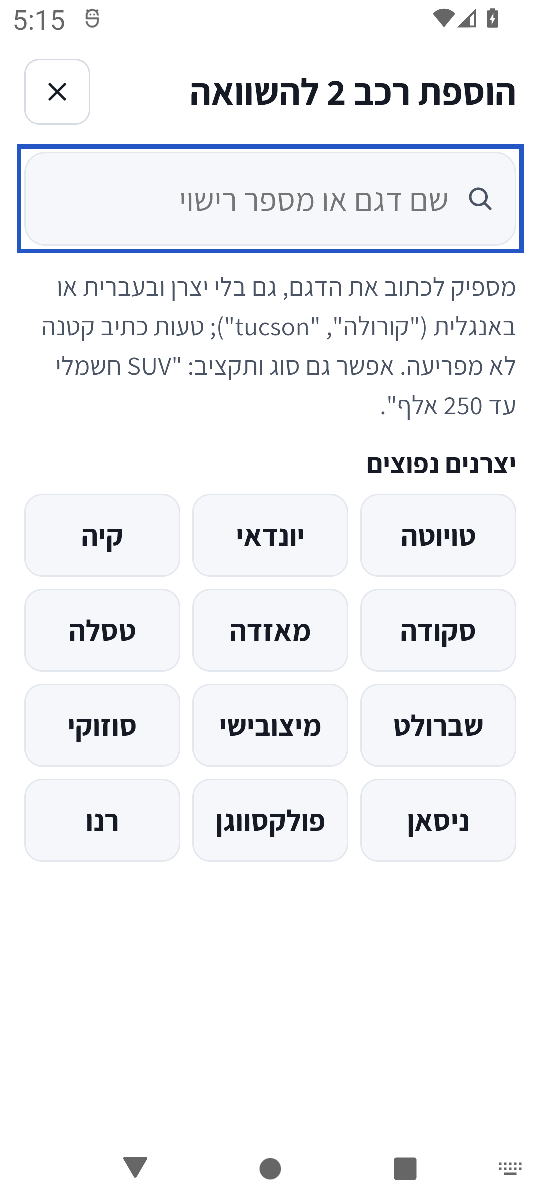 5:15
הוספת רכב 2 להשוואה
שם דגם או מספר רישוי
מספיק לכתוב את הדגם, גם בלי יצרן ובעברית או
באנגלית ("קורולה", "tucson"); טעות כתיב קטנה
לא מפריעה. אפשר גם סוג ותקציב: "SUV חשמלי
עד 250 אלף".
יצרנים נפוצים
טויוטה
יונדאי
קיה
סקודה
מאזדה
טסלה
שברולט
מיצובישי
סוזוקי
ניסאן
פולקסווגן
רנו